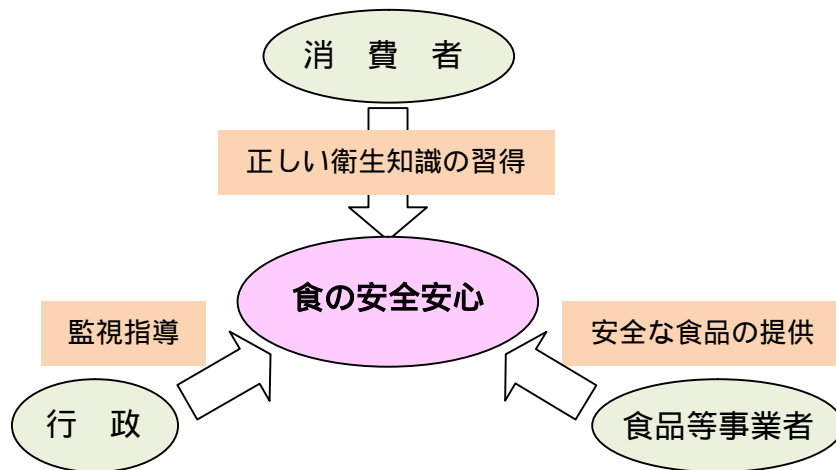 消　費　者
正しい衛生知識の習得
食の安全安心
監視指導
安全な食品の提供
行　政
食品等事業者